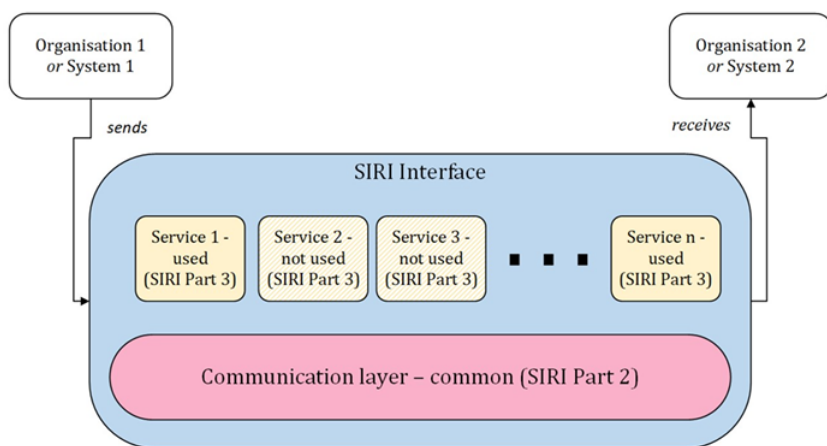 Organisation 1
or System 1
Organisation 2
or System 2
sends
receives
SIRI Interface
Service 1 -
used
(SIRI Part 3)
Service 2 -
not used
(SIRI Part 3)
Service 3 -
not used
(SIRI Part 3)
Service n -
used
(SIRI Part 3)
Communication layer – common (SIRI Part 2)